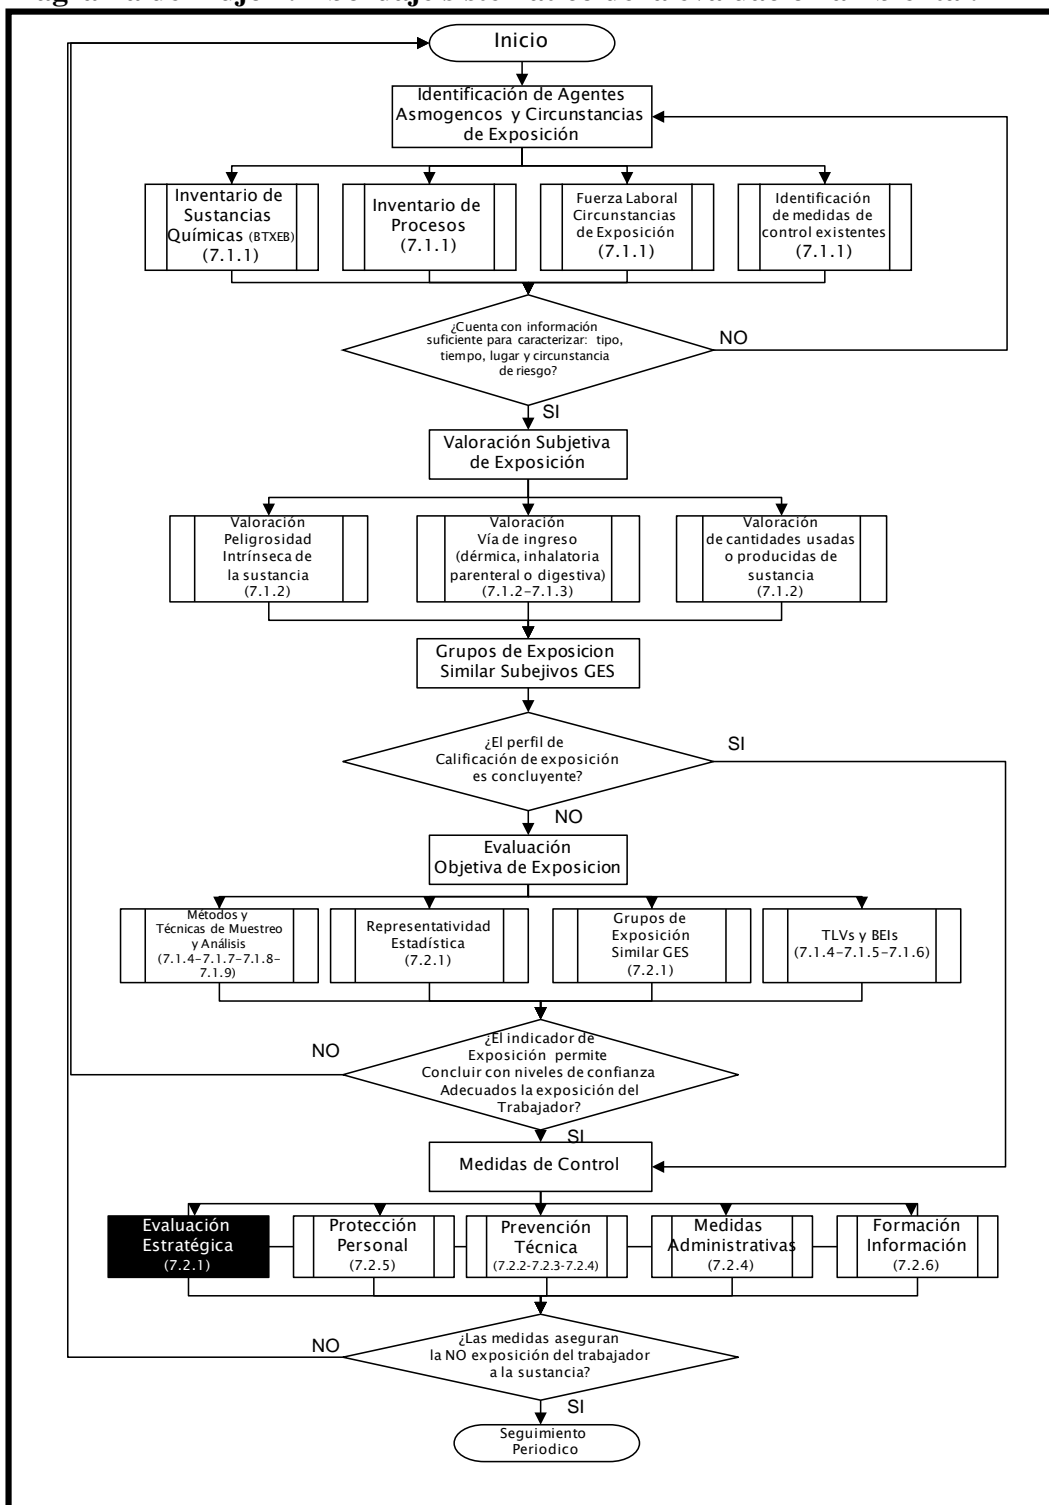 Inicio
Identificación de Agentes
Asmogencos y Circunstancias
de Exposición
Inventario de
Sustancias
Químicas (BTXEB)
(7.1.1)
Inventario de
Procesos
(7.1.1)
Fuerza Laboral
Circunstancias
de Exposición
(7.1.1)
Identificación
de medidas de
control existentes
(7.1.1)
¿Cuenta con información
suficiente para caracterizar: tipo,
tiempo, lugar y circunstancia
de riesgo?
NO
SI
Valoración Subjetiva
de Exposición
Valoración
Peligrosidad
Intrínseca de
la sustancia
(7.1.2)
Valoración
Vía de ingreso
(dérmica, inhalatoria
parenteral o digestiva)
(7.1.2-7.1.3)
Valoración
de cantidades usadas
o producidas de
sustancia
(7.1.2)
Grupos de Exposicion
Similar Subejivos GES
¿El perfil de
Calificación de exposición
es concluyente?
SI
NO
Evaluación
Objetiva de Exposicion
Métodos y
Técnicas de Muestreo
y Análisis
(7.1.4-7.1.7-7.1.8-
7.1.9)
Representatividad
Estadística
(7.2.1)
Grupos de
Exposición
Similar GES
(7.2.1)
TLVs y BEIs
(7.1.4-7.1.5-7.1.6)
¿El indicador de
Exposición permite
Concluir con niveles de confianza
Adecuados la exposición del
Trabajador?
NO
SI
Medidas de Control
Evaluación
Estratégica
(7.2.1)
Protección
Personal
(7.2.5)
Prevención
Técnica
(7.2.2-7.2.3-7.2.4)
Medidas
Administrativas
(7.2.4)
Formación
Información
(7.2.6)
¿Las medidas aseguran
la NO exposición del trabajador
a la sustancia?
NO
SI
Seguimiento
Periodico